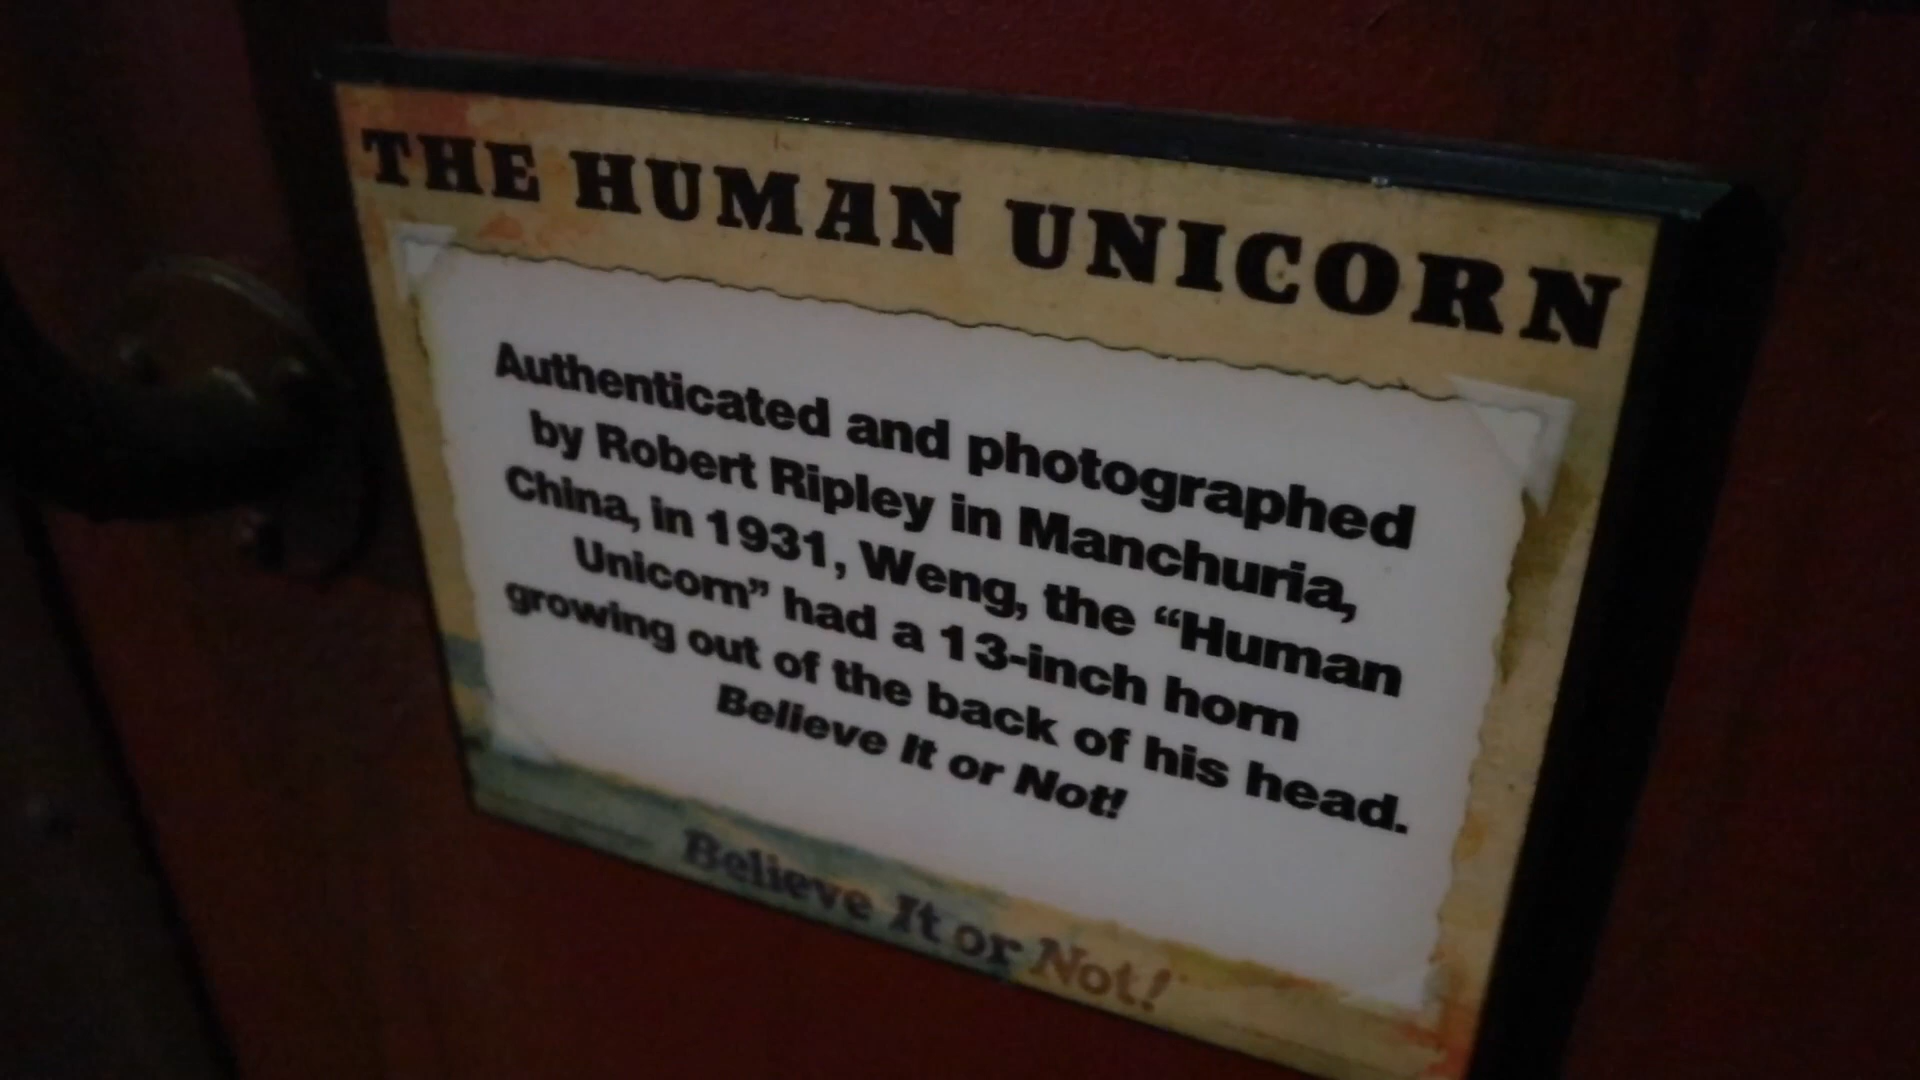 THE HUMAN UNICORN
Authenticated and photographed
by Robert Ripley in Manchuria,
China, in 1931, Weng, the “Human
Unicorn” had a 13-inch horn
growing out of the back of his head.
Believe It or Not!
Believe It or Not!